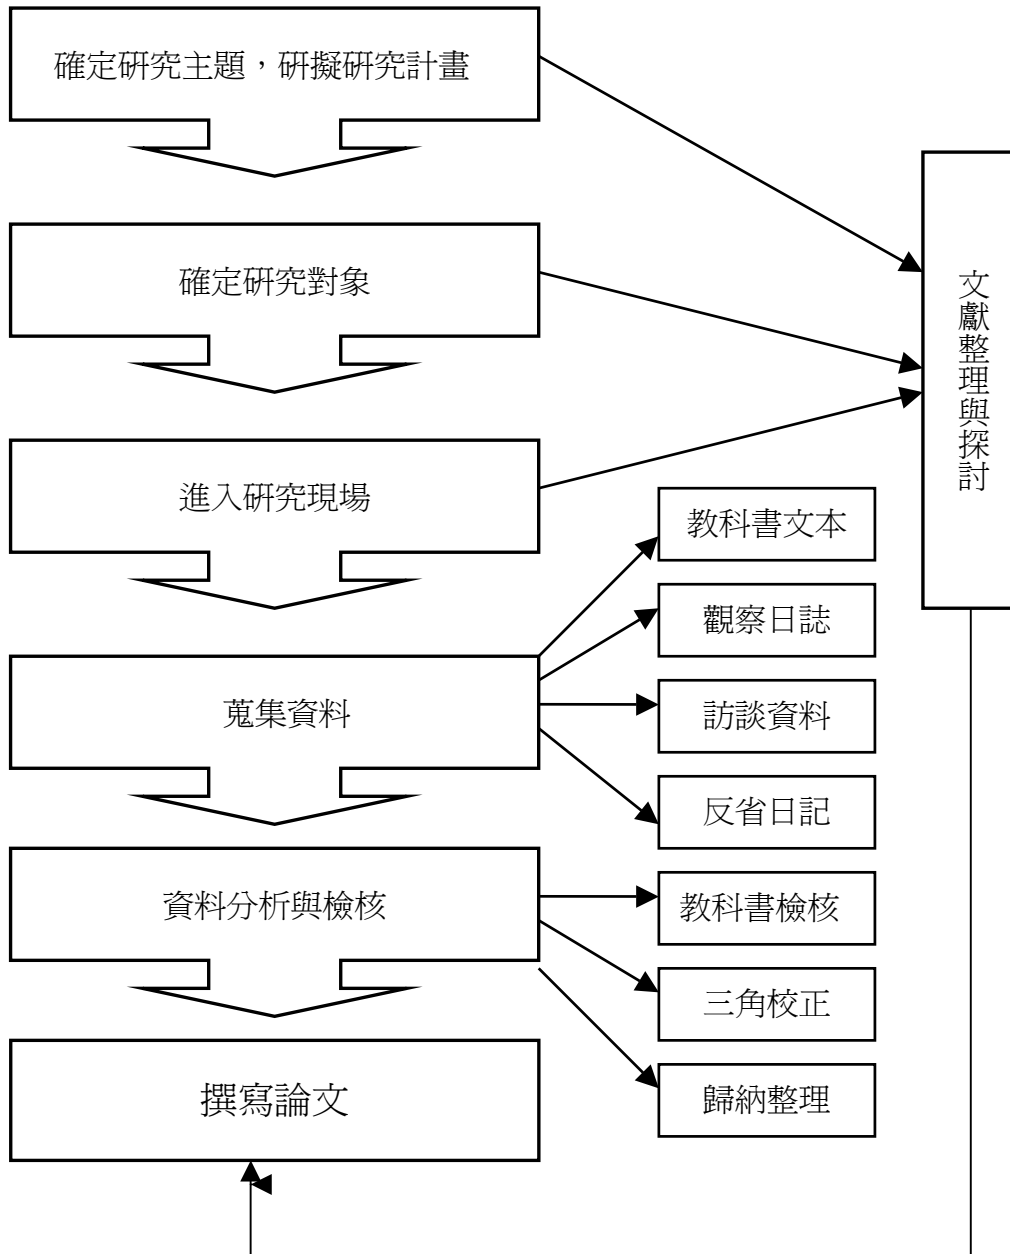 確定研究主題，研擬研究計畫
確定研究對象
文獻整理與探討
進入研究現場
教科書文本
觀察日誌
蒐集資料
訪談資料
反省日記
資料分析與檢核
教科書檢核
三角校正
撰寫論文
歸納整理